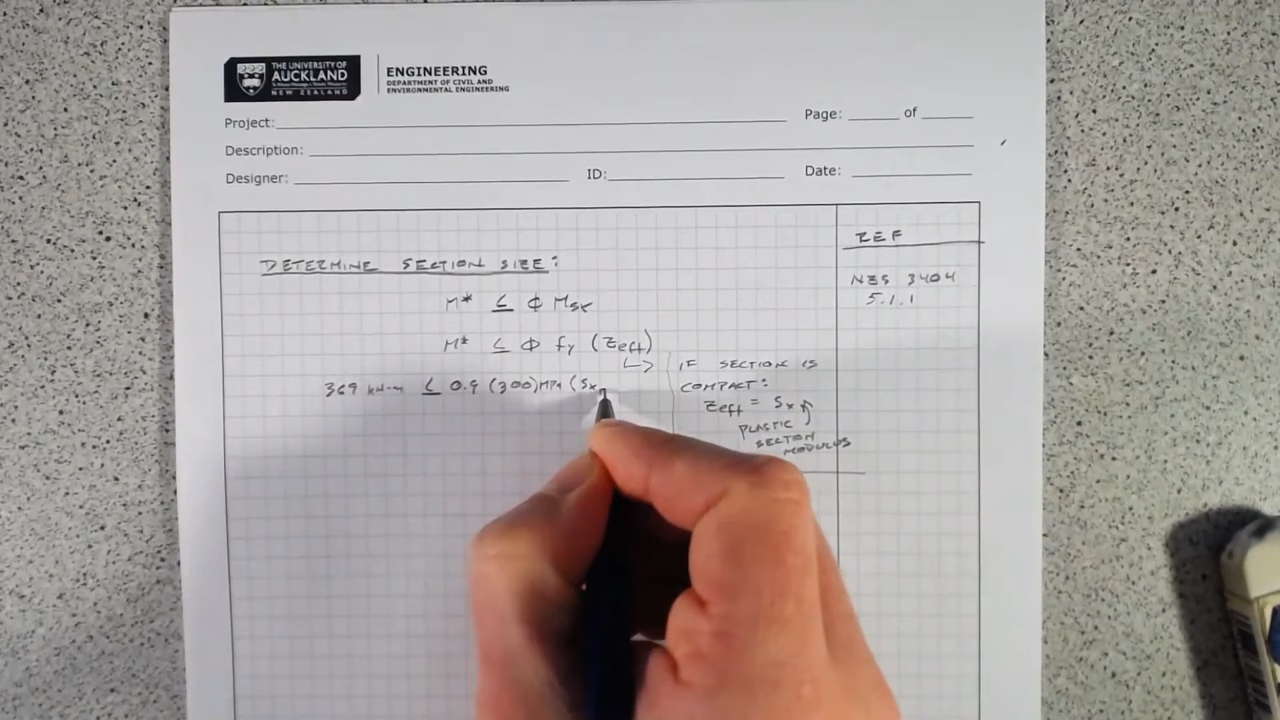 THE UNIVERSITY OF
AUCKLAND
NEW ZEALAND
ENGINEERING
DEPARTMENT OF CIVIL AND
ENVIRONMENTAL ENGINEERING
Project:
Page: of
Description:
Designer: ID: Date:
REF
DETERMINE SECTION SIZE:
NZS 3404
5.1.1
M* ≤ ϕ Msx
M* ≤ ϕ fy (Zeff)
IF SECTION IS
COMPACT:
369 kN-m ≤ 0.9 (300)MPa (Sx
Zeff = Sx
PLASTIC
SECTION
MODULUS